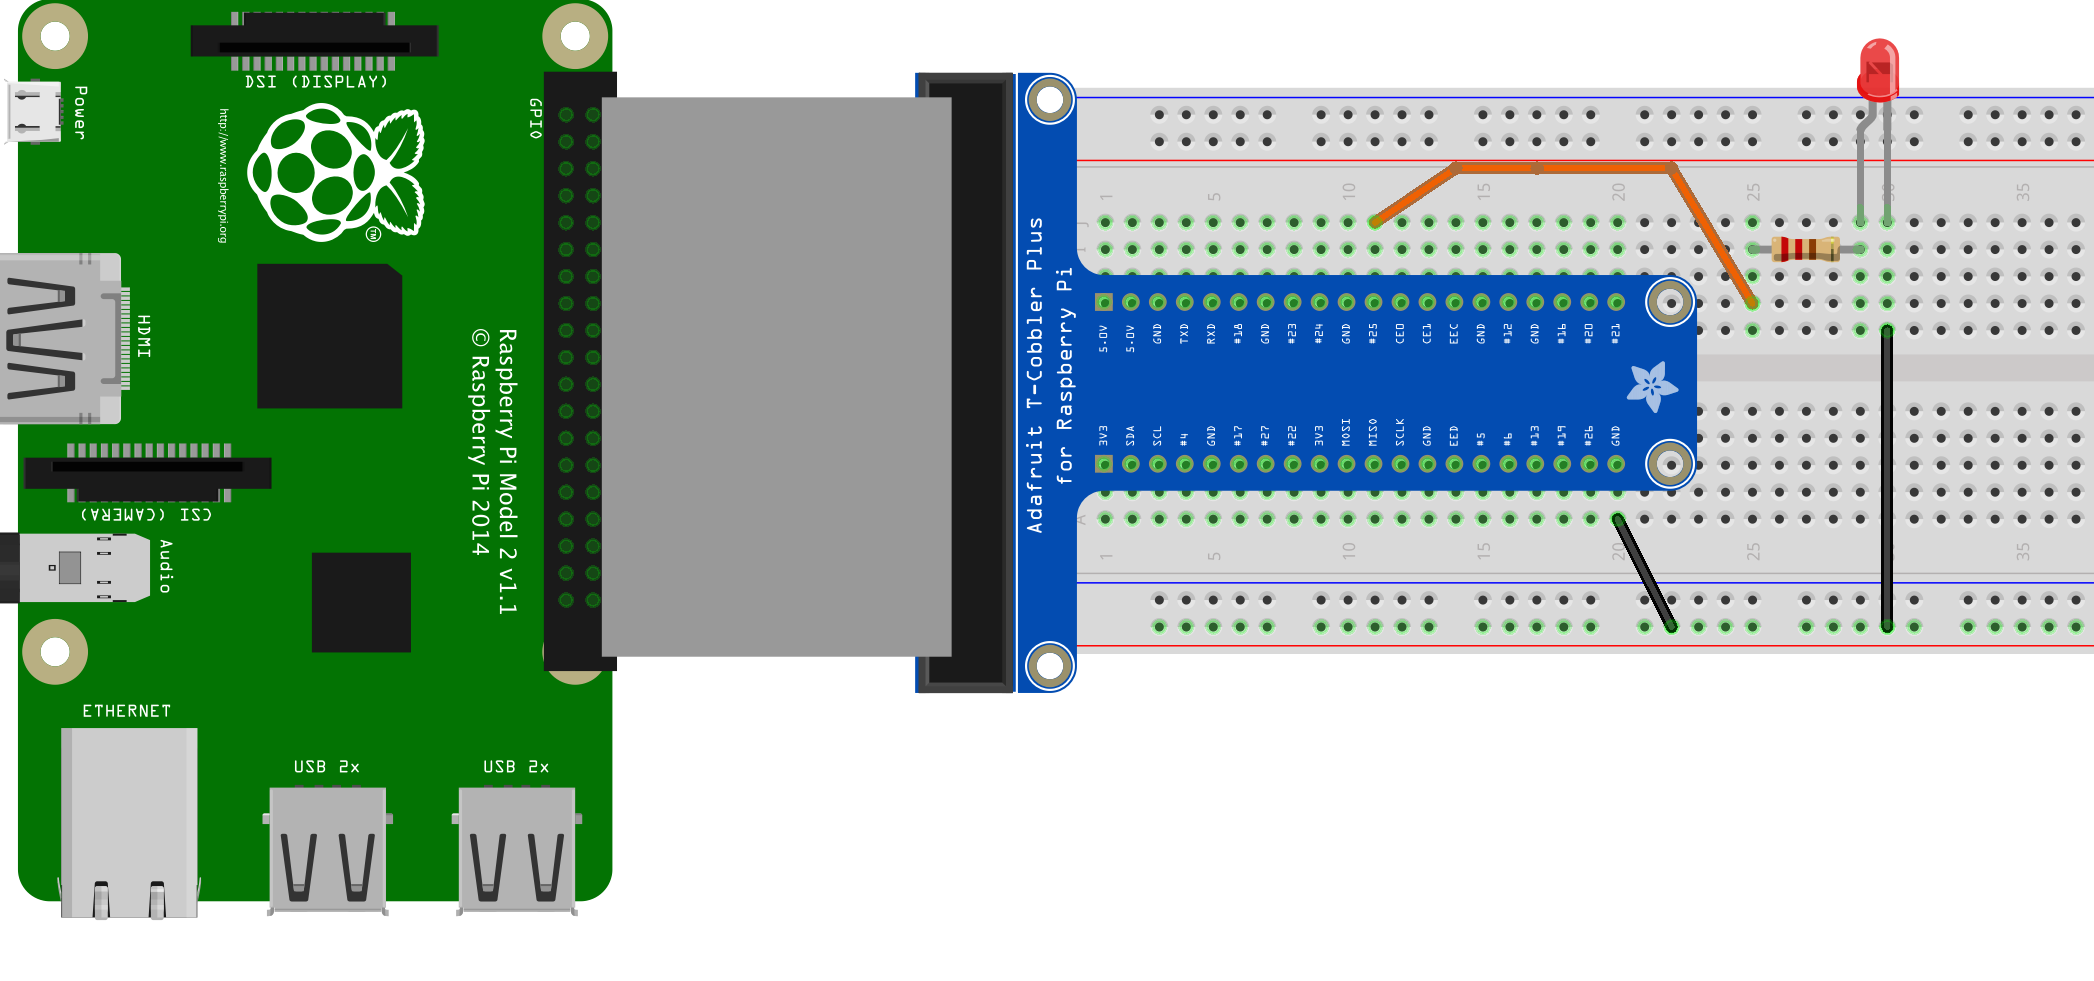 DSI (DISPLAY)
Power
GPIO
http://www.raspberrypi.org
TM
HDMI
Raspberry Pi Model 2 v1.1
© Raspberry Pi 2014
CSI (CAMERA)
Audio
ETHERNET
USB 2x
USB 2x
Adafruit T-Cobbler Plus
for Raspberry Pi
1 5 10 15 20 25 30 35
J
I
5.0V 5.0V GND TXD RXD #18 GND #23 #24 GND #25 CE0 CE1 EEC GND #12 GND #16 #20 #21
3V3 SDA SCL #4 GND #17 #27 #22 3V3 MOSI MISO SCLK GND EED #5 #6 #13 #19 #26 GND
A
1 5 10 15 20 25 35